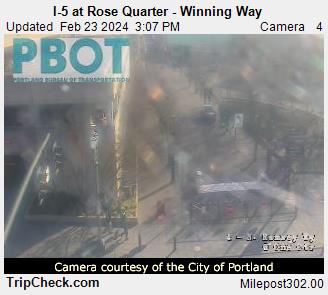 I-5 at Rose Quarter - Winning Way
Updated Feb 23 2024 3:07 PM Camera 4
PBOT
PORTLAND BUREAU OF TRANSPORTATION
Camera courtesy of the City of Portland
TripCheck.com Milepost302.00